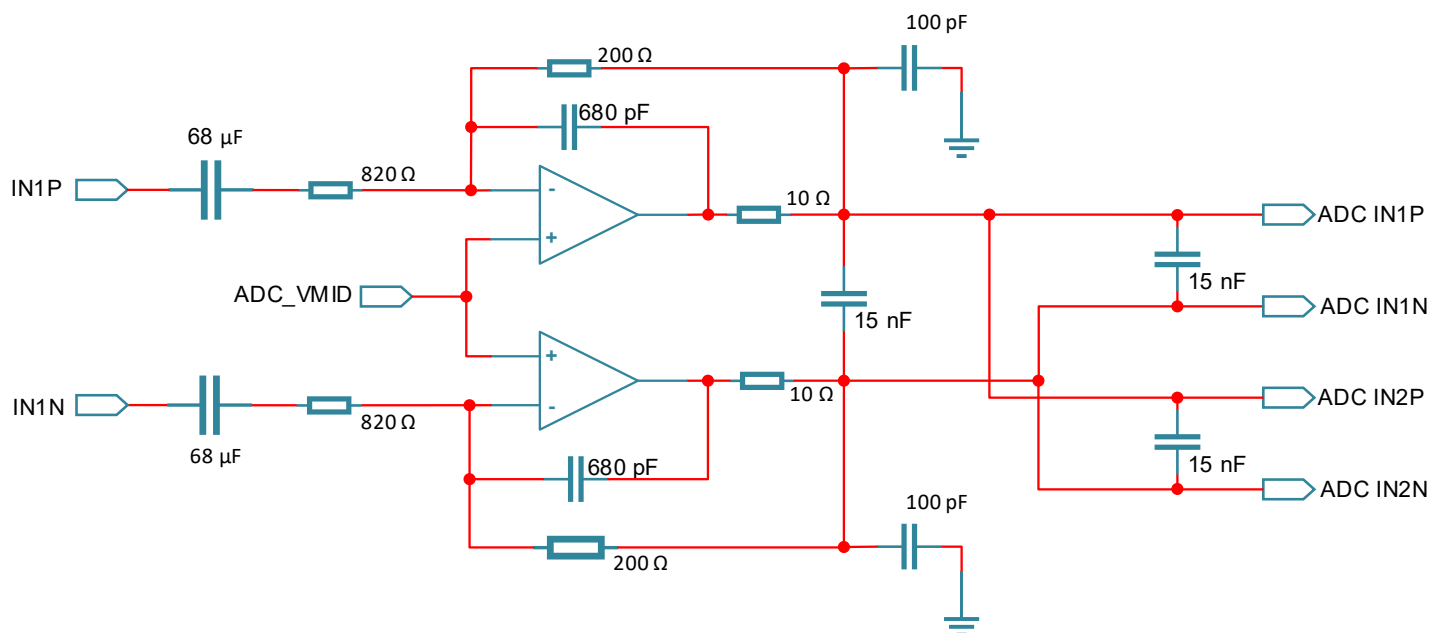 100 pF
200 Ω
680 pF
68 µF
IN1P
820 Ω
-
10 Ω
ADC IN1P
+
15 nF
ADC_VMID
ADC IN1N
15 nF
+
ADC IN2P
10 Ω
IN1N
-
820 Ω
68 µF
680 pF
15 nF
ADC IN2N
100 pF
200 Ω